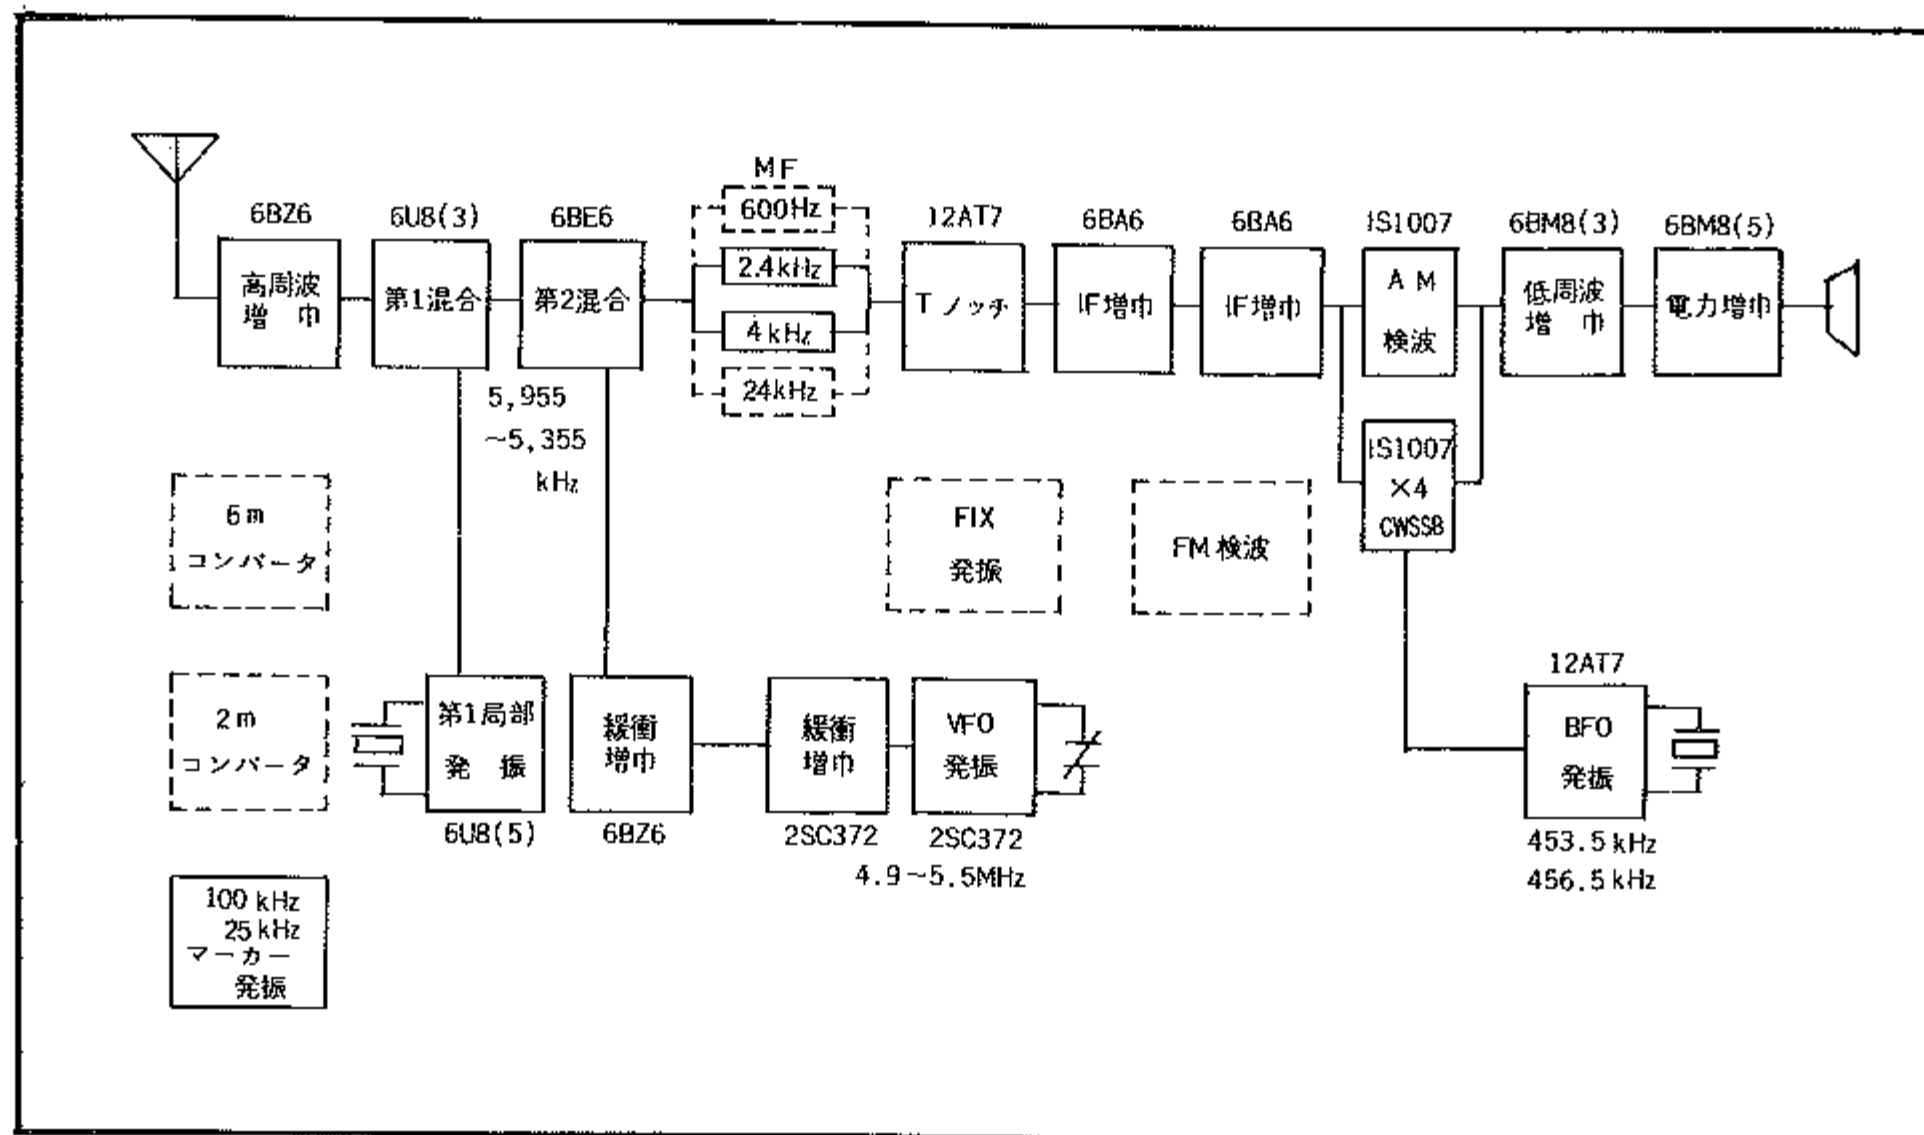 MF
600Hz
2.4kHz
4kHz
24kHz
6BZ6
高周波
増巾
6U8(3)
第1混合
6BE6
第2混合
5,955
~5,355
kHz
12AT7
Tノッチ
6BA6
IF増巾
6BA6
IF増巾
1S1007
AM
検波
6BM8(3)
低周波
増巾
6BM8(5)
電力増巾
1S1007
×4
CWSSB
6m
コンバータ
FIX
発振
FM検波
2m
コンバータ
第1局部
発振
6U8(5)
緩衝
増巾
6BZ6
緩衝
増巾
2SC372
VFO
発振
2SC372
4.9~5.5MHz
12AT7
BFO
発振
453.5kHz
456.5kHz
100kHz
25kHz
マーカー
発振